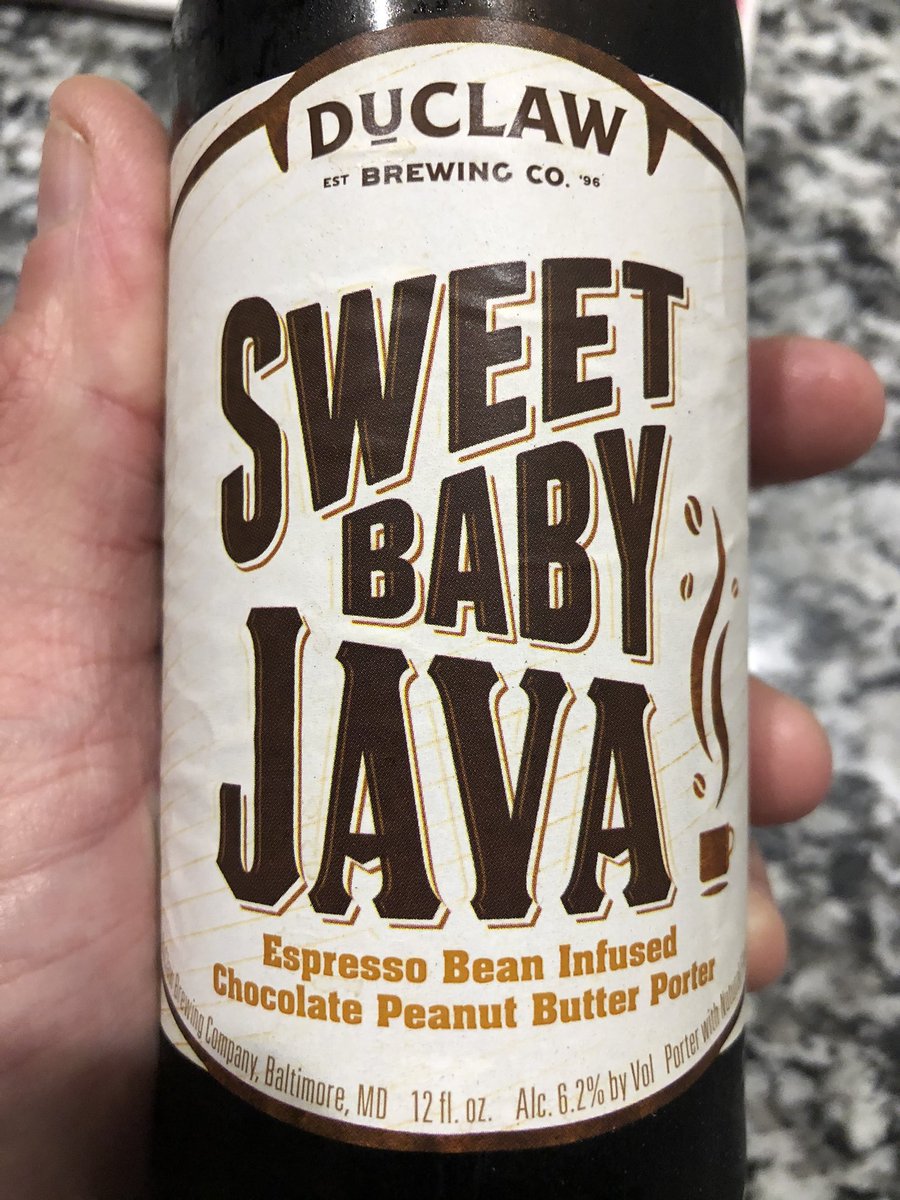 DUCLAW
EST BREWING CO. '96
SWEET
BABY
JAVA
Espresso Bean Infused
Chocolate Peanut Butter Porter
Brewing Company, Baltimore, MD 12 fl. oz. Alc. 6.2% by Vol Porter with